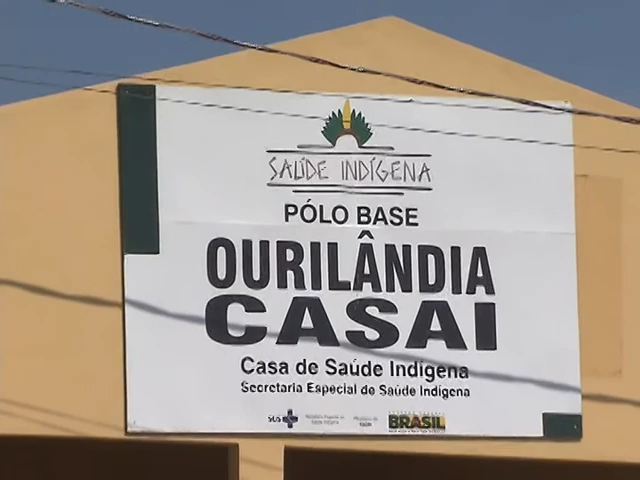 SAÚDE INDÍGENA
PÓLO BASE
OURILÂNDIA
CASAI
Casa de Saúde Indígena
Secretaria Especial de Saúde Indígena
SUS
BRASIL